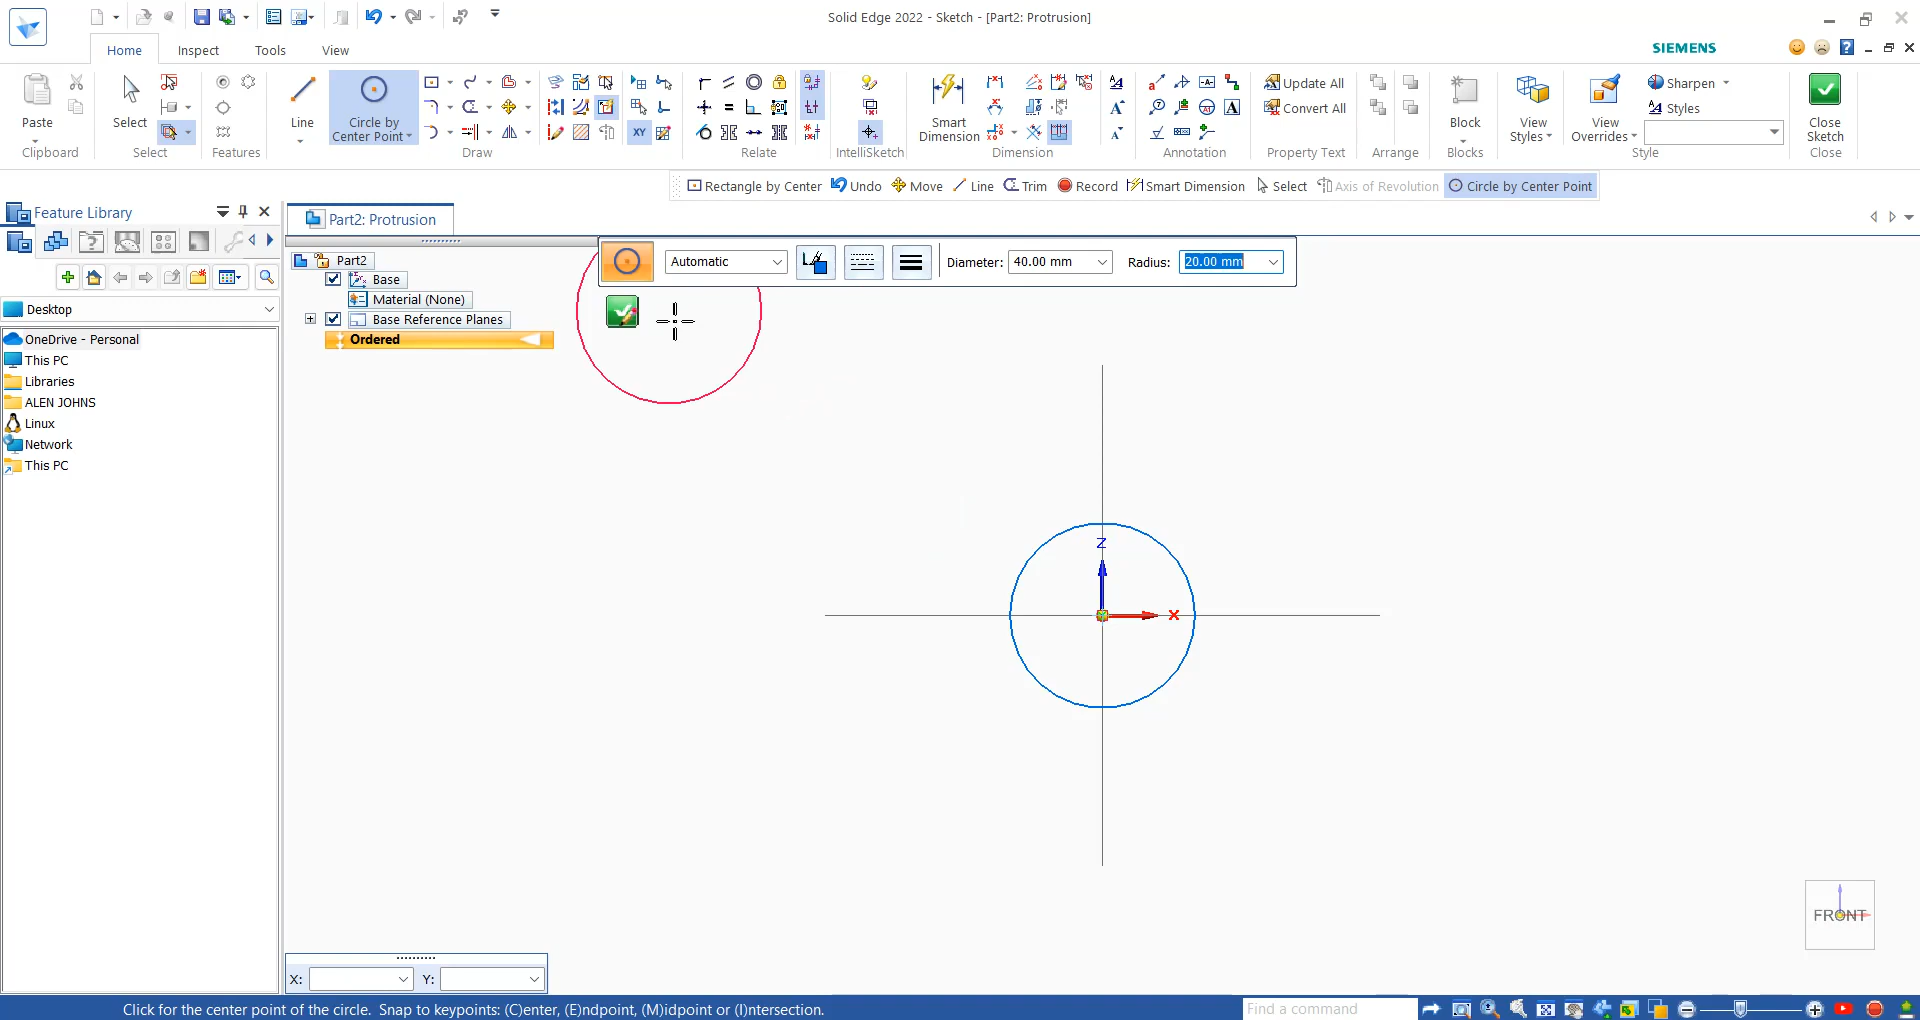 Solid Edge 2022 - Sketch - [Part2: Protrusion]
Home Inspect Tools View
SIEMENS
Paste
Clipboard
Select
Select
Features
Line
Circle by Center Point
Draw
Relate
IntelliSketch
Smart Dimension
Dimension
Annotation
Update All
Convert All
Property Text
Arrange
Block
Blocks
View Styles
View Overrides
Sharpen
Styles
Style
Close Sketch
Close
Rectangle by Center Undo Move Line Trim Record Smart Dimension Select Axis of Revolution Circle by Center Point
Feature Library
Part2: Protrusion
Automatic
Diameter: 40.00 mm
Radius: 20.00 mm
Part2
Base
Material (None)
Base Reference Planes
Ordered
Desktop
OneDrive - Personal
This PC
Libraries
ALEN JOHNS
Linux
Network
This PC
XY
Z
X
FRONT
X: Y:
Click for the center point of the circle. Snap to keypoints: (C)enter, (E)ndpoint, (M)idpoint or (I)ntersection.
Find a command